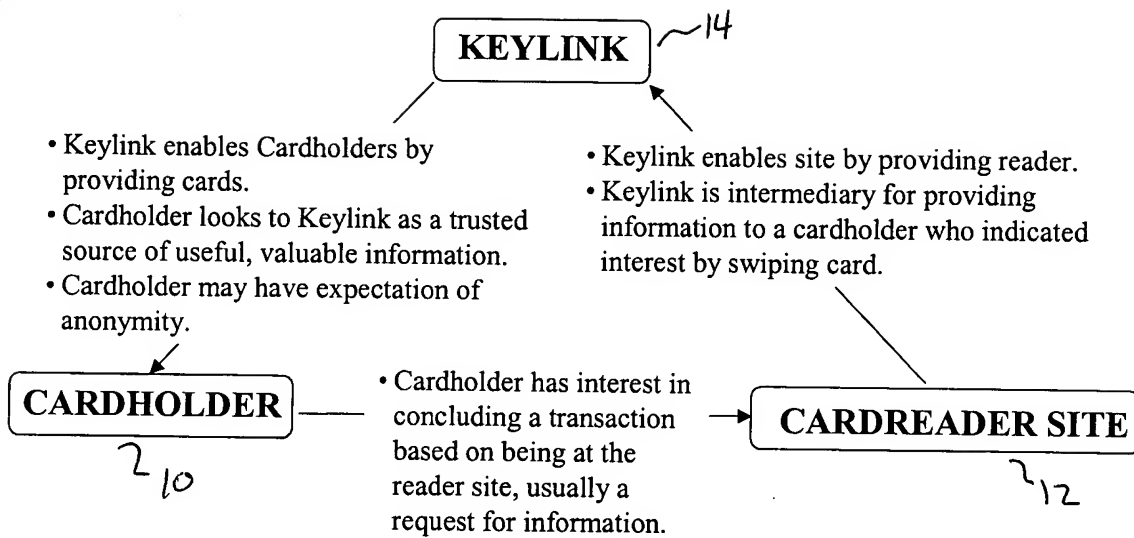 KEYLINK
14
• Keylink enables Cardholders by
providing cards.
• Cardholder looks to Keylink as a trusted
source of useful, valuable information.
• Cardholder may have expectation of
anonymity.
• Keylink enables site by providing reader.
• Keylink is intermediary for providing
information to a cardholder who indicated
interest by swiping card.
CARDHOLDER
10
• Cardholder has interest in
concluding a transaction
based on being at the
reader site, usually a
request for information.
CARDREADER SITE
12